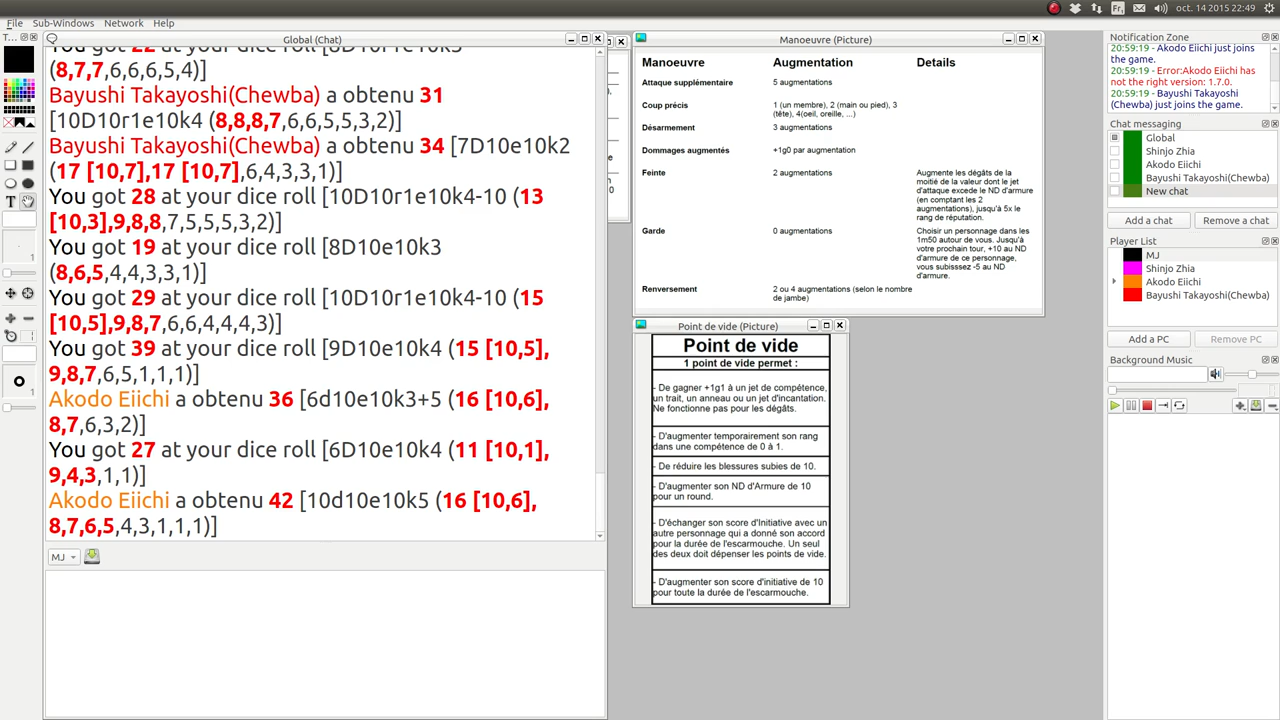 Fr,
oct. 14 2015 22:49
File Sub-Windows Network Help
T...
Global (Chat)
You got 22 at your dice roll [8D10e10k3
(8,7,7,6,6,6,5,4)]
Bayushi Takayoshi(Chewba) a obtenu 31
[10D10r1e10k4 (8,8,8,7,6,6,5,5,3,2)]
Bayushi Takayoshi(Chewba) a obtenu 34 [7D10e10k2
(17 [10,7],17 [10,7],6,4,3,3,1)]
You got 28 at your dice roll [10D10r1e10k4-10 (13
[10,3],9,8,8,7,5,5,5,3,2)]
You got 19 at your dice roll [8D10e10k3
(8,6,5,4,4,3,3,1)]
You got 29 at your dice roll [10D10r1e10k4-10 (15
[10,5],9,8,7,6,6,4,4,4,3)]
You got 39 at your dice roll [9D10e10k4 (15 [10,5],
9,8,7,6,5,1,1,1)]
Akodo Eiichi a obtenu 36 [6d10e10k3+5 (16 [10,6],
8,7,6,3,2)]
You got 27 at your dice roll [6D10e10k4 (11 [10,1],
9,4,3,1,1)]
Akodo Eiichi a obtenu 42 [10d10e10k5 (16 [10,6],
8,7,6,5,4,3,1,1,1)]
MJ
1
1
Manoeuvre (Picture)
Manoeuvre Augmentation Details
Attaque supplémentaire 5 augmentations
Coup précis 1 (un membre), 2 (main ou pied), 3
(tête), 4(oeil, oreille, ...)
Désarmement 3 augmentations
Dommages augmentés +1g0 par augmentation
Feinte 2 augmentations Augmente les dégâts de la
moitié de la valeur dont le jet
d'attaque excede le ND d'armure
(en comptant les 2
augmentations), jusqu'à 5x le
rang de réputation.
Garde 0 augmentations Choisir un personnage dans les
1m50 autour de vous. Jusqu'à
votre prochain tour, +10 au ND
d'armure de ce personnage,
vous subisssez -5 au ND
d'armure.
Renversement 2 ou 4 augmentations (selon le nombre
de jambe)
Point de vide (Picture)
Point de vide
1 point de vide permet :
- De gagner +1g1 à un jet de compétence,
un trait, un anneau ou un jet d'incantation.
Ne fonctionne pas pour les dégâts.
- D'augmenter temporairement son rang
dans une compétence de 0 à 1.
- De réduire les blessures subies de 10.
- D'augmenter son ND d'Armure de 10
pour un round.
- D'échanger son score d'Initiative avec un
autre personnage qui a donné son accord
pour la durée de l'escarmouche. Un seul
des deux doit dépenser les points de vide.
- D'augmenter son score d'initiative de 10
pour toute la durée de l'escarmouche.
Notification Zone
20:59:19 - Akodo Eiichi just joins
the game.
20:59:19 - Error:Akodo Eiichi has
not the right version: 1.7.0.
20:59:19 - Bayushi Takayoshi
(Chewba) just joins the game.
Chat messaging
Global
Shinjo Zhia
Akodo Eiichi
Bayushi Takayoshi(Chewba)
New chat
Add a chat Remove a chat
Player List
MJ
Shinjo Zhia
Akodo Eiichi
Bayushi Takayoshi(Chewba)
Add a PC Remove PC
Background Music